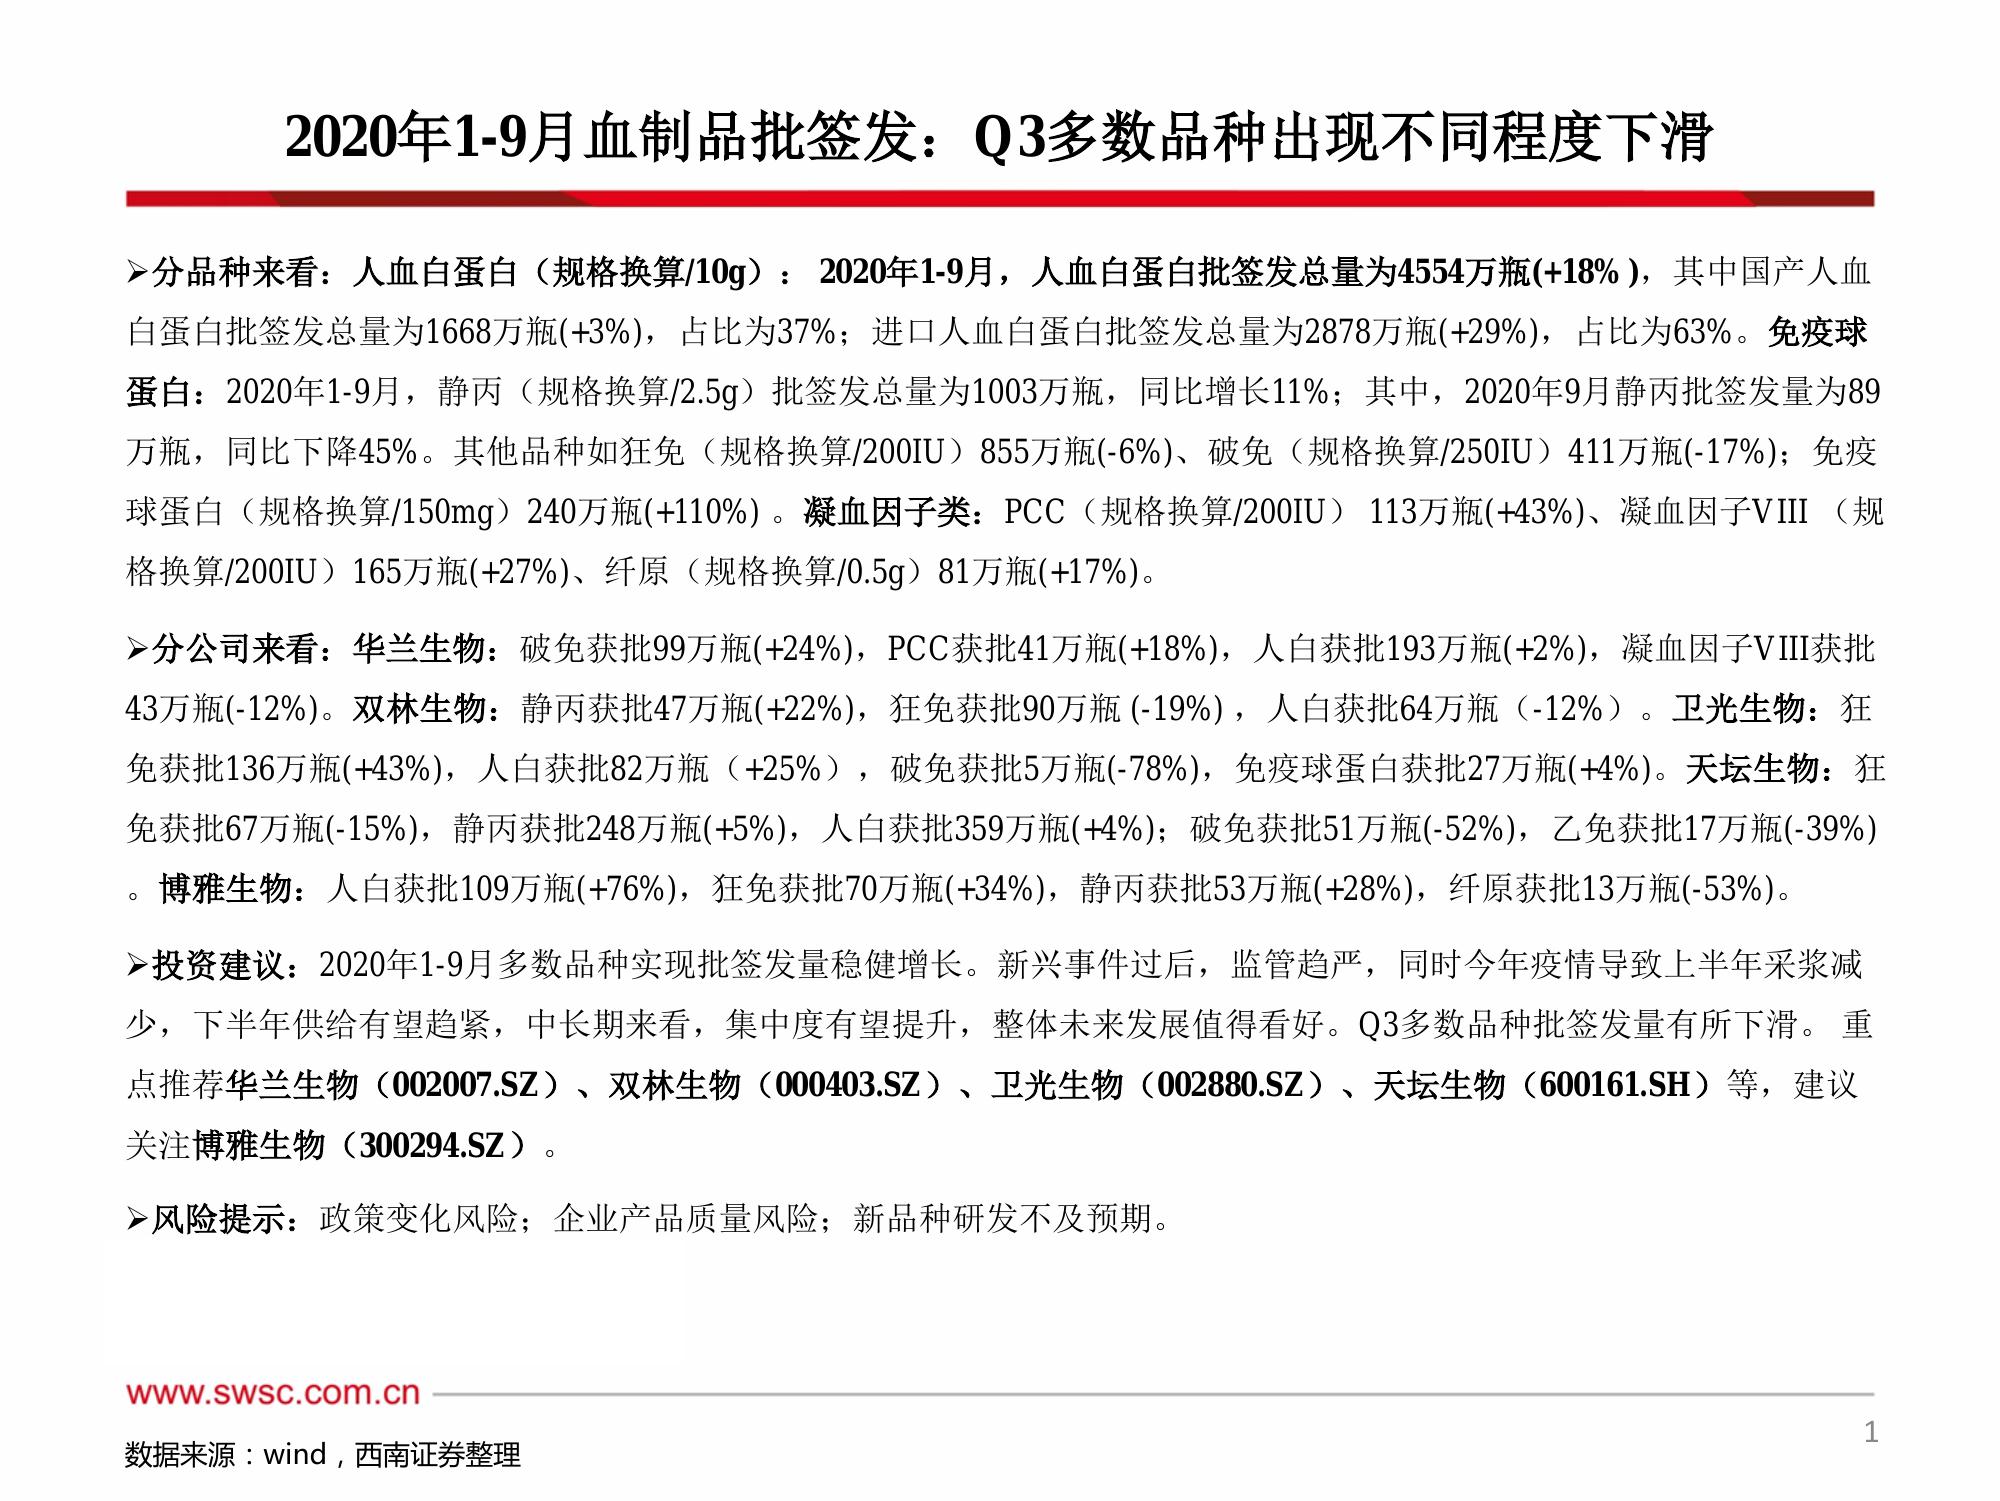 2020年1-9月血制品批签发：Q3多数品种出现不同程度下滑
➢分品种来看：人血白蛋白（规格换算/10g）： 2020年1-9月，人血白蛋白批签发总量为4554万瓶(+18% )，其中国产人血
白蛋白批签发总量为1668万瓶(+3%)，占比为37%；进口人血白蛋白批签发总量为2878万瓶(+29%)，占比为63%。免疫球
蛋白：2020年1-9月，静丙（规格换算/2.5g）批签发总量为1003万瓶，同比增长11%；其中，2020年9月静丙批签发量为89
万瓶，同比下降45%。其他品种如狂免（规格换算/200IU）855万瓶(-6%)、破免（规格换算/250IU）411万瓶(-17%)；免疫
球蛋白（规格换算/150mg）240万瓶(+110%) 。凝血因子类：PCC（规格换算/200IU） 113万瓶(+43%)、凝血因子VIII （规
格换算/200IU）165万瓶(+27%)、纤原（规格换算/0.5g）81万瓶(+17%)。
➢分公司来看：华兰生物：破免获批99万瓶(+24%)，PCC获批41万瓶(+18%)，人白获批193万瓶(+2%)，凝血因子VIII获批
43万瓶(-12%)。双林生物：静丙获批47万瓶(+22%)，狂免获批90万瓶 (-19%) ，人白获批64万瓶（-12%）。卫光生物：狂
免获批136万瓶(+43%)，人白获批82万瓶（+25%），破免获批5万瓶(-78%)，免疫球蛋白获批27万瓶(+4%)。天坛生物：狂
免获批67万瓶(-15%)，静丙获批248万瓶(+5%)，人白获批359万瓶(+4%)；破免获批51万瓶(-52%)，乙免获批17万瓶(-39%)
。博雅生物：人白获批109万瓶(+76%)，狂免获批70万瓶(+34%)，静丙获批53万瓶(+28%)，纤原获批13万瓶(-53%)。
➢投资建议：2020年1-9月多数品种实现批签发量稳健增长。新兴事件过后，监管趋严，同时今年疫情导致上半年采浆减
少，下半年供给有望趋紧，中长期来看，集中度有望提升，整体未来发展值得看好。Q3多数品种批签发量有所下滑。 重
点推荐华兰生物（002007.SZ）、双林生物（000403.SZ）、卫光生物（002880.SZ）、天坛生物（600161.SH）等，建议
关注博雅生物（300294.SZ）。
➢风险提示：政策变化风险；企业产品质量风险；新品种研发不及预期。
www.swsc.com.cn
1
数据来源：wind，西南证券整理